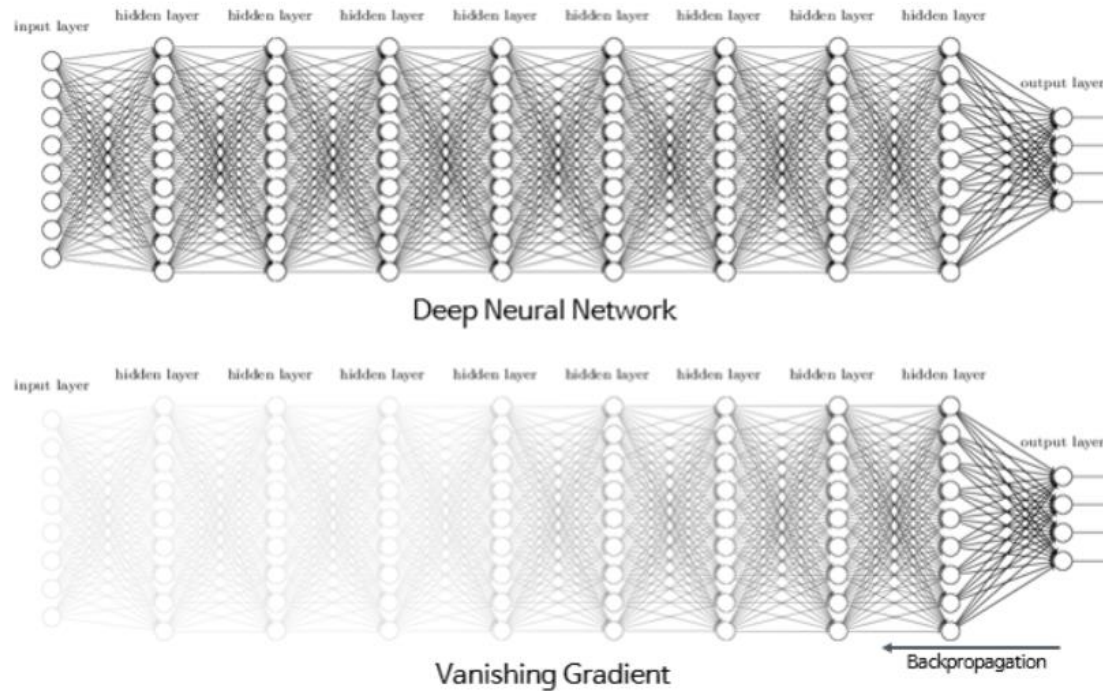 hidden layer hidden layer hidden layer hidden layer hidden layer hidden layer hidden layer hidden layer
input layer
output layer
Deep Neural Network
hidden layer hidden layer hidden layer hidden layer hidden layer hidden layer hidden layer hidden layer
input layer
output layer
Backpropagation
Vanishing Gradient